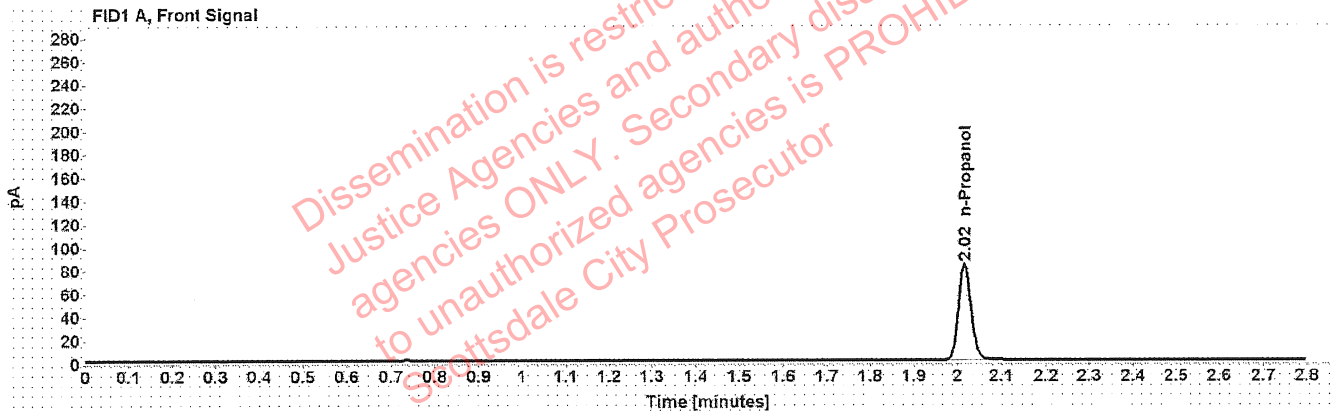 FID1 A, Front Signal
280
260
240
220
200
180
160
140
120
100
80
60
40
20
0
pA
2.02 n-Propanol
0 0.1 0.2 0.3 0.4 0.5 0.6 0.7 0.8 0.9 1 1.1 1.2 1.3 1.4 1.5 1.6 1.7 1.8 1.9 2 2.1 2.2 2.3 2.4 2.5 2.6 2.7 2.8
Time [minutes]
Dissemination is restric
Justice Agencies and autho
agencies ONLY. Secondary diss
to unauthorized agencies is PROHIB
Scottsdale City Prosecutor